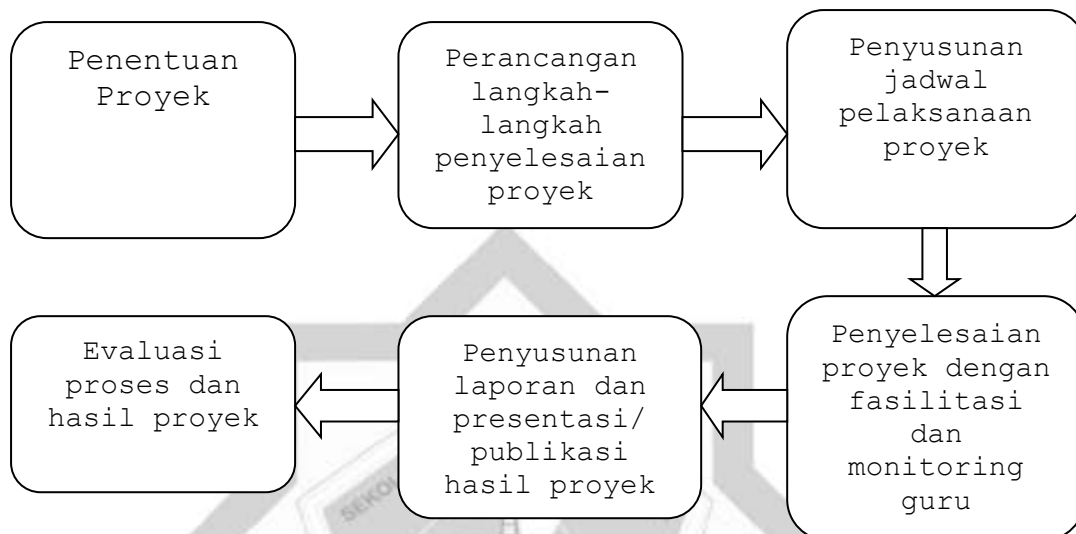 Penentuan
Proyek
Perancangan
langkah-
langkah
penyelesaian
proyek
Penyusunan
jadwal
pelaksanaan
proyek
Penyelesaian
proyek dengan
fasilitasi
dan
monitoring
guru
Penyusunan
laporan dan
presentasi/
publikasi
hasil proyek
Evaluasi
proses dan
hasil proyek